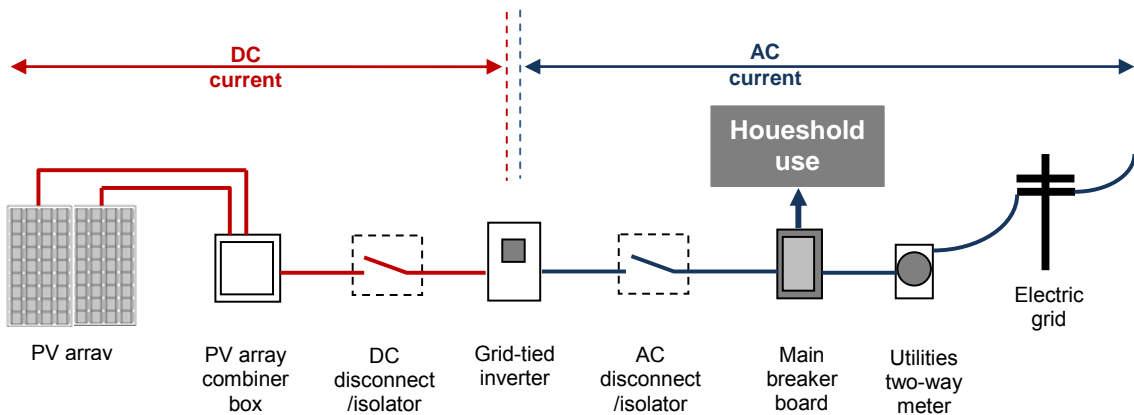 DC
current
AC
current
Houeshold
use
PV arrav
PV array
combiner
box
DC
disconnect
/isolator
Grid-tied
inverter
AC
disconnect
/isolator
Main
breaker
board
Utilities
two-way
meter
Electric
grid